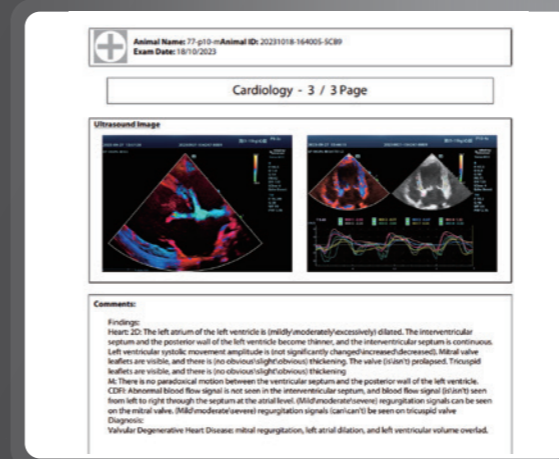 Animal Name: 77-p10-mAnimal ID: 20231018-164005-5CB9
Exam Date: 18/10/2023
Cardiology - 3 / 3 Page
Ultrasound Image
Comments:
Findings:
Heart: 2D: The left atrium of the left ventricle is (mildly\moderately\excessively) dilated. The interventricular
septum and the posterior wall of the left ventricle become thinner, and the interventricular septum is continuous.
Left ventricular systolic movement amplitude is (not significantly changed\increased\decreased). Mitral valve
leaflets are visible, and there is (no obvious\slight\obvious) thickening. The valve (is\isn't) prolapsed. Tricuspid
leaflets are visible, and there is (no obvious\slight\obvious) thickening
M: There is no paradoxical motion between the ventricular septum and the posterior wall of the left ventricle.
CDFI: Abnormal blood flow signal is not seen in the interventricular septum, and blood flow signal (is\isn't) seen
from left to right through the septum at the atrial level. (Mild\moderate\severe) regurgitation signals can be seen
on the mitral valve. (Mild\moderate\severe) regurgitation signals (can\can't) be seen on tricuspid valve
Diagnosis:
Valvular Degenerative Heart Disease: mitral regurgitation, left atrial dilation, and left ventricular volume overlad.